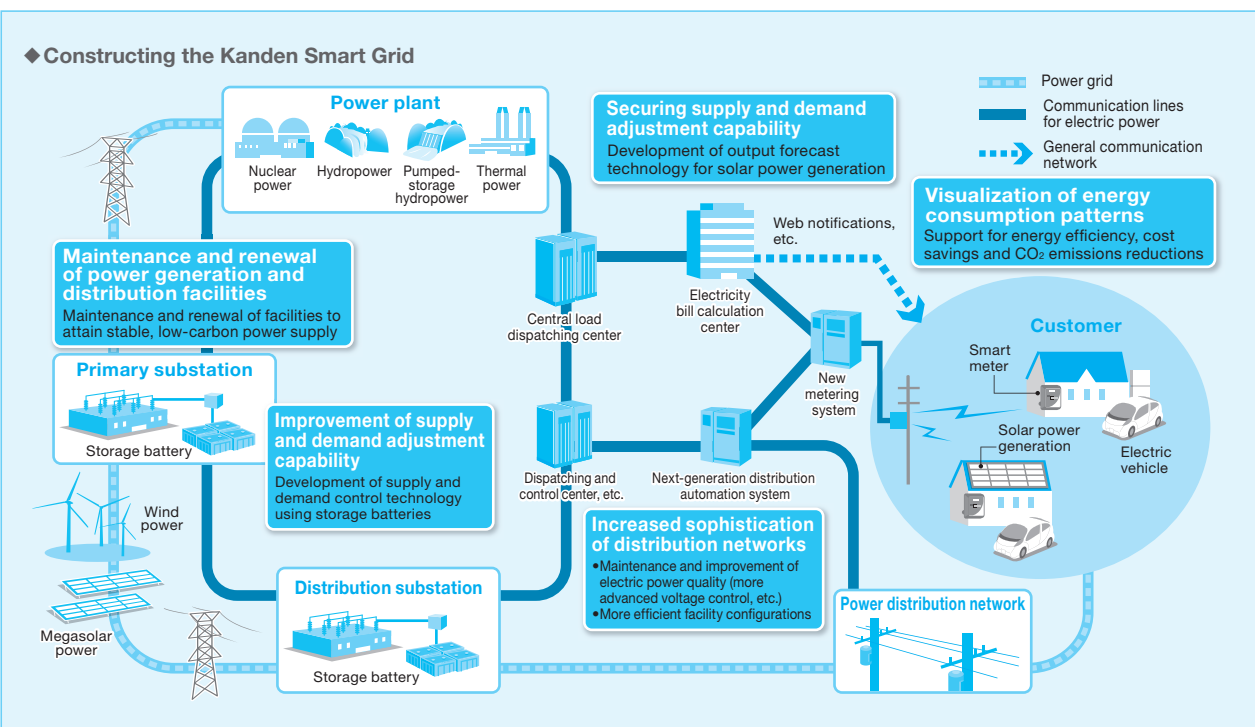 ◆Constructing the Kanden Smart Grid
Power grid
Communication lines
for electric power
General communication
network
Power plant
Nuclear
power
Hydropower
Pumped-
storage
hydropower
Thermal
power
Securing supply and demand
adjustment capability
Development of output forecast
technology for solar power generation
Visualization of energy
consumption patterns
Support for energy efficiency, cost
savings and CO₂ emissions reductions
Maintenance and renewal
of power generation and
distribution facilities
Maintenance and renewal of facilities to
attain stable, low-carbon power supply
Central load
dispatching center
Electricity
bill calculation
center
Web notifications,
etc.
New
metering
system
Customer
Smart
meter
Solar power
generation
Electric
vehicle
Primary substation
Storage battery
Improvement of supply
and demand adjustment
capability
Development of supply and
demand control technology
using storage batteries
Dispatching and
control center, etc.
Next-generation distribution
automation system
Wind
power
Megasolar
power
Increased sophistication
of distribution networks
•Maintenance and improvement of
electric power quality (more
advanced voltage control, etc.)
•More efficient facility configurations
Distribution substation
Storage battery
Power distribution network